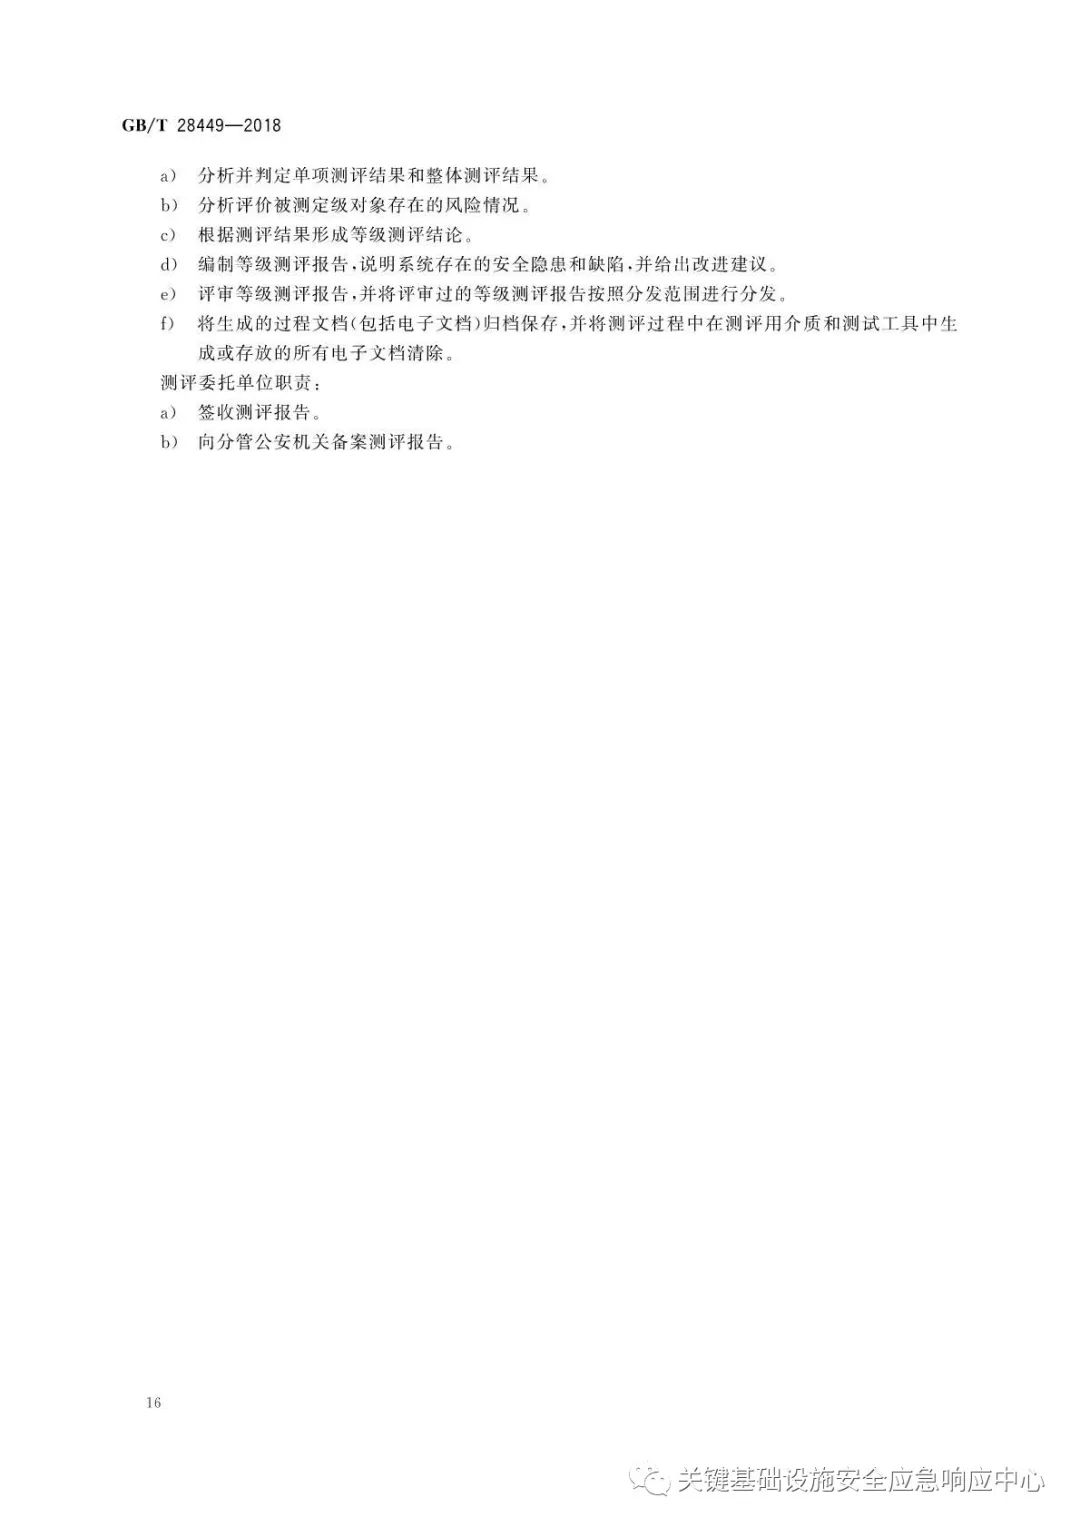 GB/T 28449—2018
a) 分析并判定单项测评结果和整体测评结果。
b) 分析评价被测定级对象存在的风险情况。
c) 根据测评结果形成等级测评结论。
d) 编制等级测评报告,说明系统存在的安全隐患和缺陷,并给出改进建议。
e) 评审等级测评报告,并将评审过的等级测评报告按照分发范围进行分发。
f) 将生成的过程文档(包括电子文档)归档保存,并将测评过程中在测评用介质和测试工具中生
成或存放的所有电子文档清除。
测评委托单位职责:
a) 签收测评报告。
b) 向分管公安机关备案测评报告。
16
关键基础设施安全应急响应中心